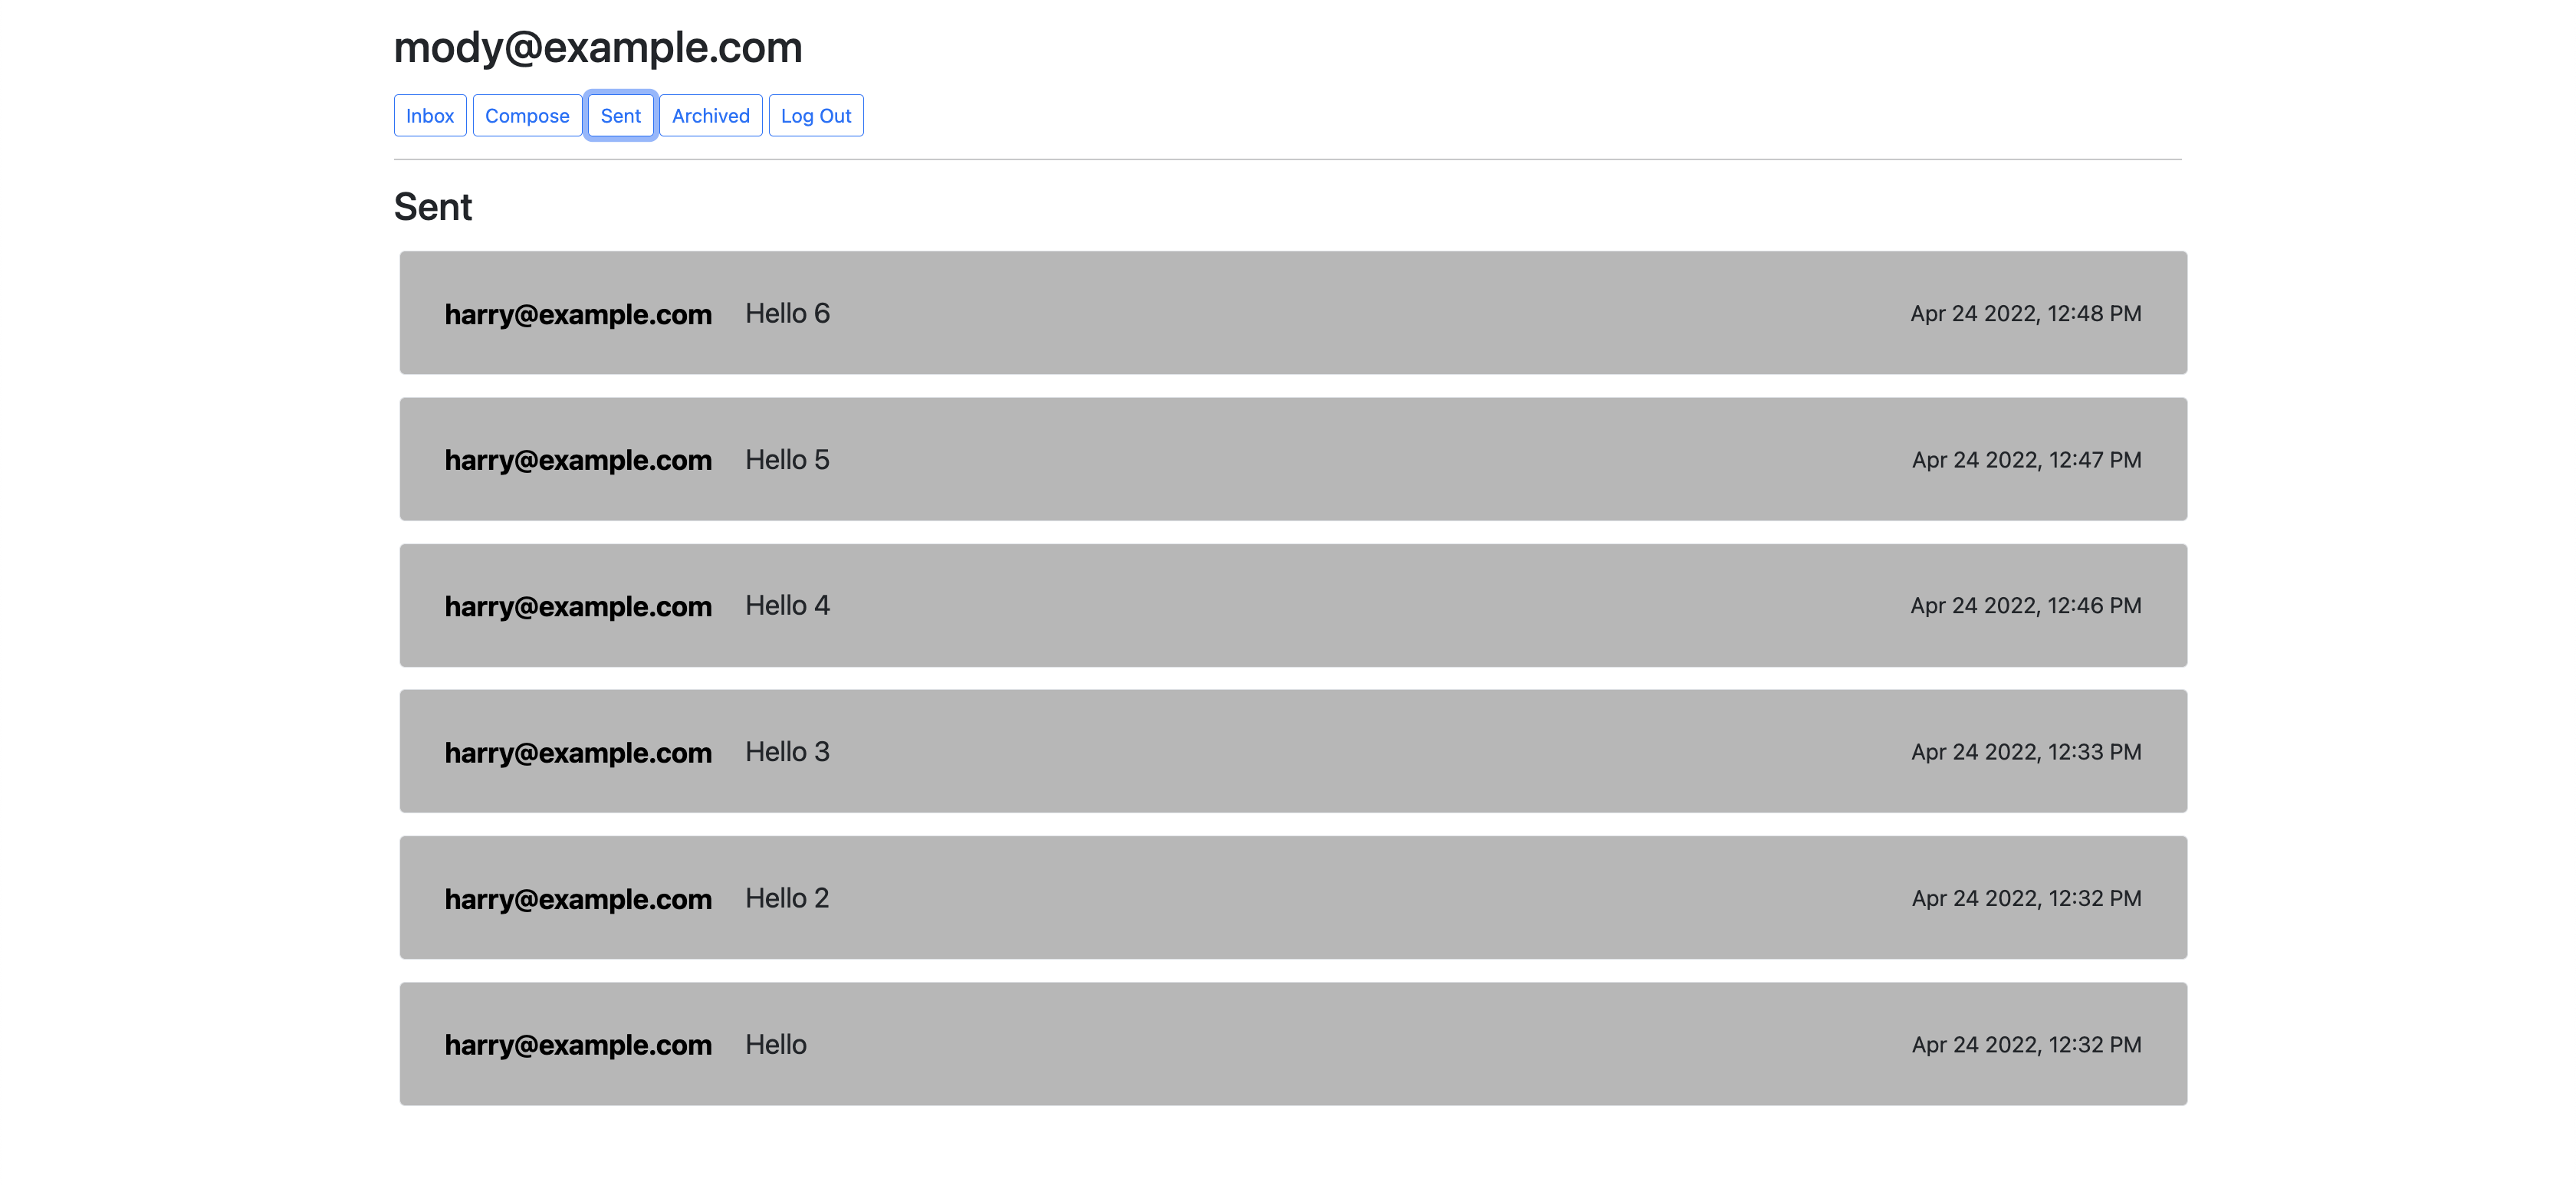 mody@example.com
Inbox Compose Sent Archived Log Out
Sent
harry@example.com Hello 6 Apr 24 2022, 12:48 PM
harry@example.com Hello 5 Apr 24 2022, 12:47 PM
harry@example.com Hello 4 Apr 24 2022, 12:46 PM
harry@example.com Hello 3 Apr 24 2022, 12:33 PM
harry@example.com Hello 2 Apr 24 2022, 12:32 PM
harry@example.com Hello Apr 24 2022, 12:32 PM